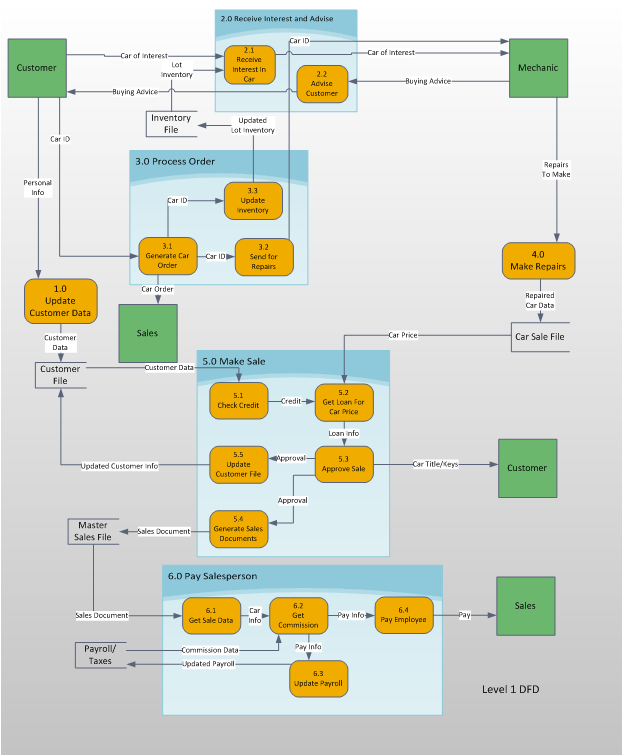 2.0 Receive Interest and Advise
Car ID
Customer
Car of Interest
2.1
Receive
Interest In
Car
Car of Interest
Mechanic
Lot
Inventory
2.2
Advise
Customer
Buying Advice
Buying Advice
Inventory
File
Updated
Lot Inventory
Car ID
3.0 Process Order
Personal
Info
Repairs
To Make
3.3
Update
Inventory
Car ID
3.1
Generate Car
Order
Car ID
3.2
Send for
Repairs
4.0
Make Repairs
Car Order
1.0
Update
Customer Data
Repaired
Car Data
Sales
Customer
Data
Car Price
Car Sale File
Customer
File
Customer Data
5.0 Make Sale
5.1
Check Credit
Credit
5.2
Get Loan For
Car Price
Loan Info
5.5
Update
Customer File
Approval
5.3
Approve Sale
Updated Customer Info
Car Title/Keys
Customer
Approval
5.4
Generate Sales
Documents
Master
Sales File
Sales Document
6.0 Pay Salesperson
Sales Document
6.1
Get Sale Data
Car
Info
6.2
Get
Commission
Pay Info
6.4
Pay Employee
Pay
Sales
Payroll/
Taxes
Commission Data
Pay Info
Updated Payroll
6.3
Update Payroll
Level 1 DFD